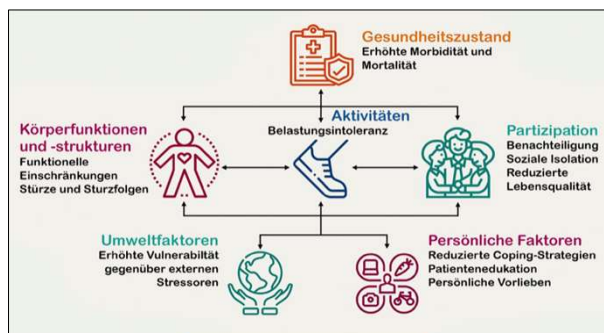 Gesundheitszustand
Erhöhte Morbidität und
Mortalität
Körperfunktionen
und -strukturen
Funktionelle
Einschränkungen
Stürze und Sturzfolgen
Aktivitäten
Belastungsintoleranz
Partizipation
Benachteiligung
Soziale Isolation
Reduzierte
Lebensqualität
Umweltfaktoren
Erhöhte Vulnerabiltät
gegenüber externen
Stressoren
Persönliche Faktoren
Reduzierte Coping-Strategien
Patientenedukation
Persönliche Vorlieben